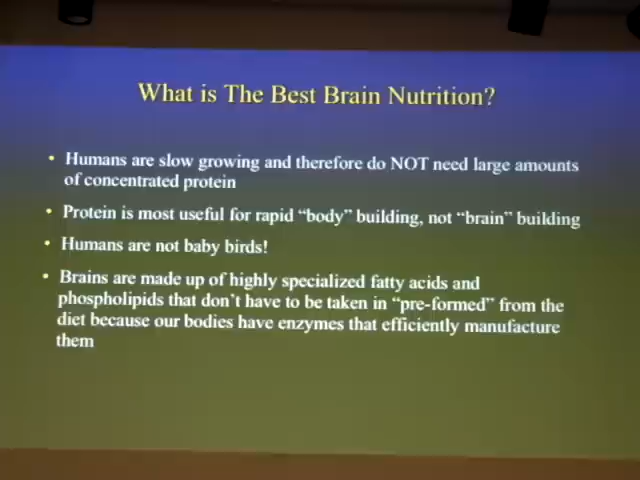 What is The Best Brain Nutrition?
• Humans are slow growing and therefore do NOT need large amounts
of concentrated protein
• Protein is most useful for rapid “body” building, not “brain” building
• Humans are not baby birds!
• Brains are made up of highly specialized fatty acids and
phospholipids that don’t have to be taken in “pre-formed” from the
diet because our bodies have enzymes that efficiently manufacture
them